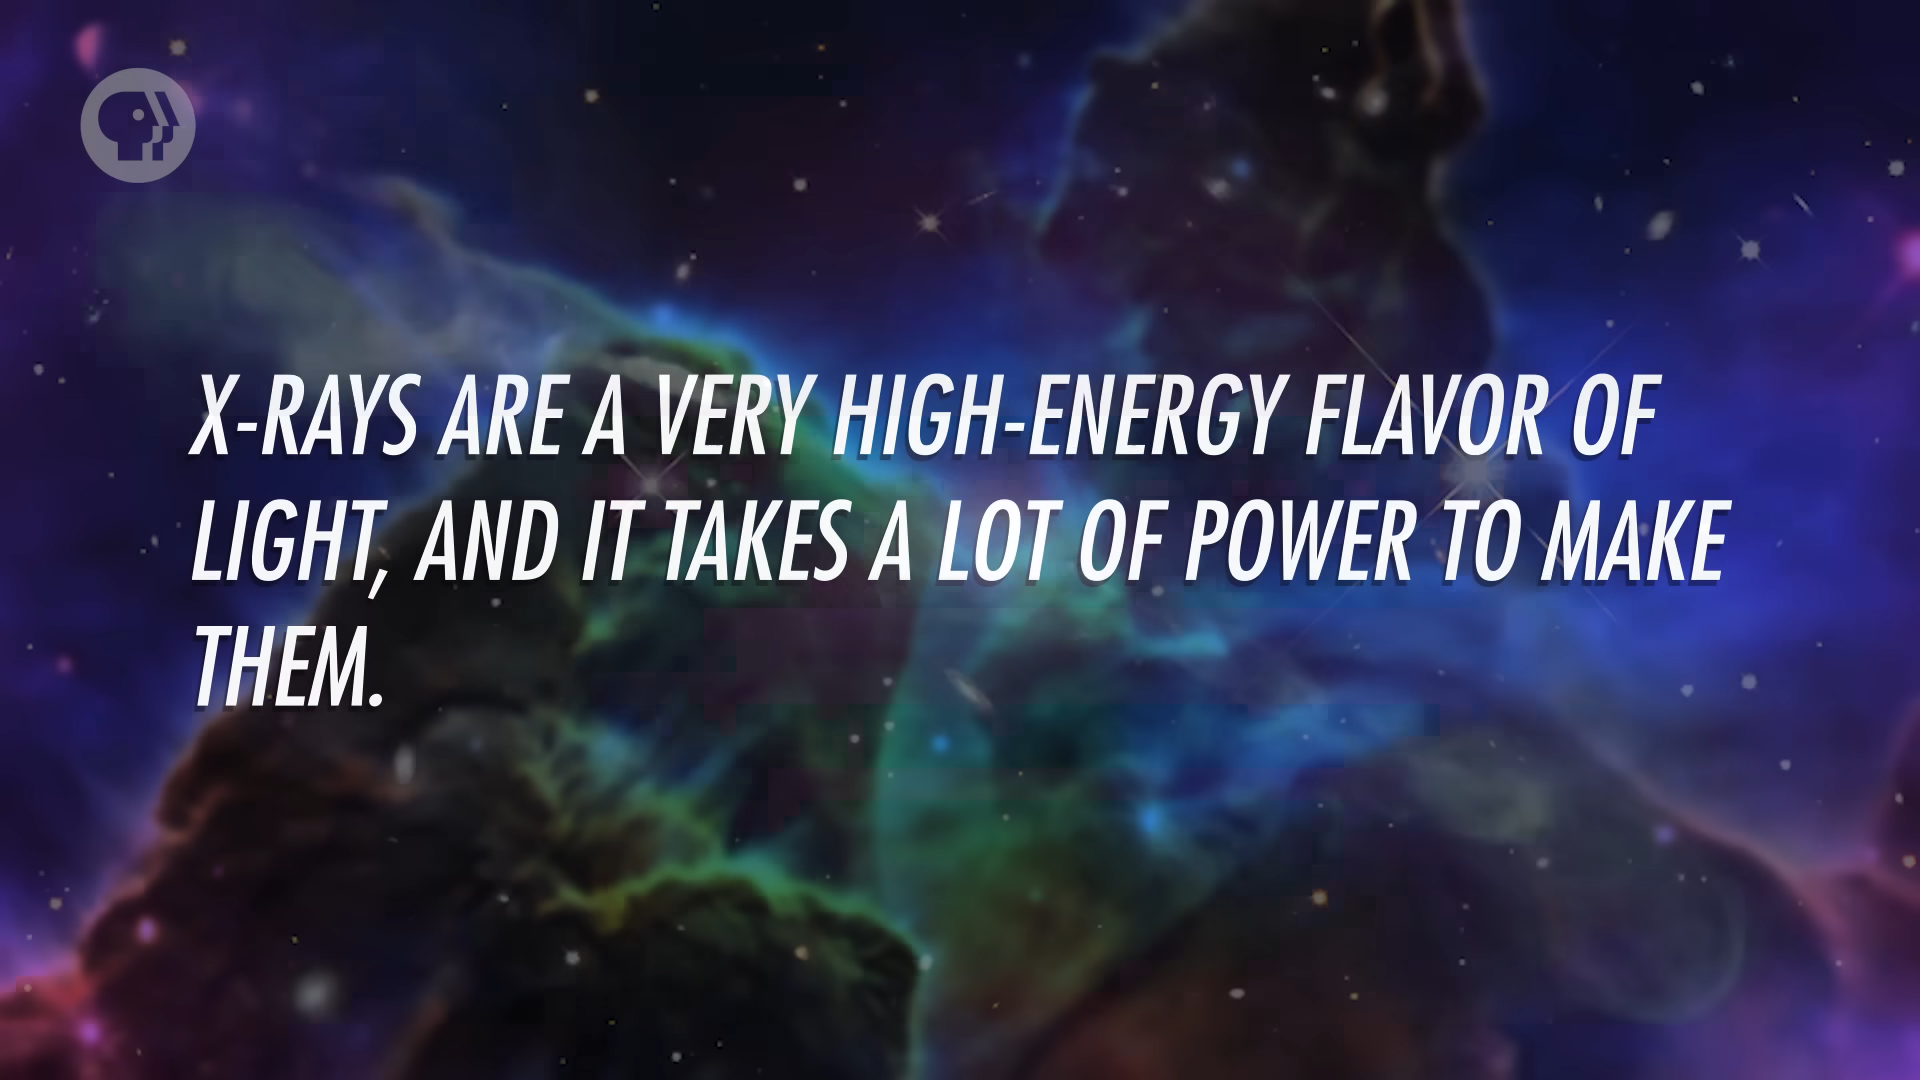 X-RAYS ARE A VERY HIGH-ENERGY FLAVOR OF
LIGHT, AND IT TAKES A LOT OF POWER TO MAKE
THEM.